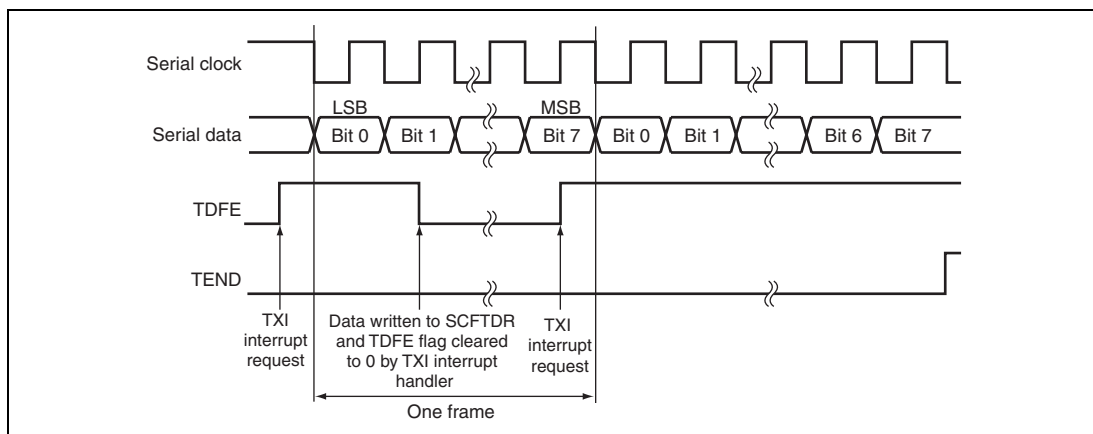 Serial clock
LSB
MSB
Serial data
Bit 0
Bit 1
Bit 7
Bit 0
Bit 1
Bit 6
Bit 7
TDFE
TEND
TXI
interrupt
request
Data written to SCFTDR
and TDFE flag cleared
to 0 by TXI interrupt
handler
TXI
interrupt
request
One frame